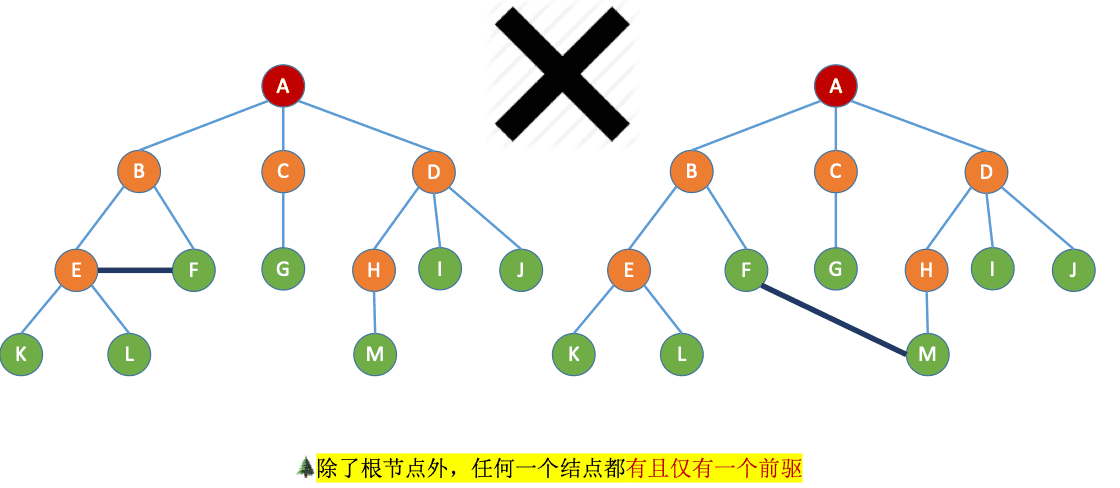 A A
B C D B C D
E F G H I J E F G H I J
K L M K L M
除了根节点外，任何一个结点都有且仅有一个前驱